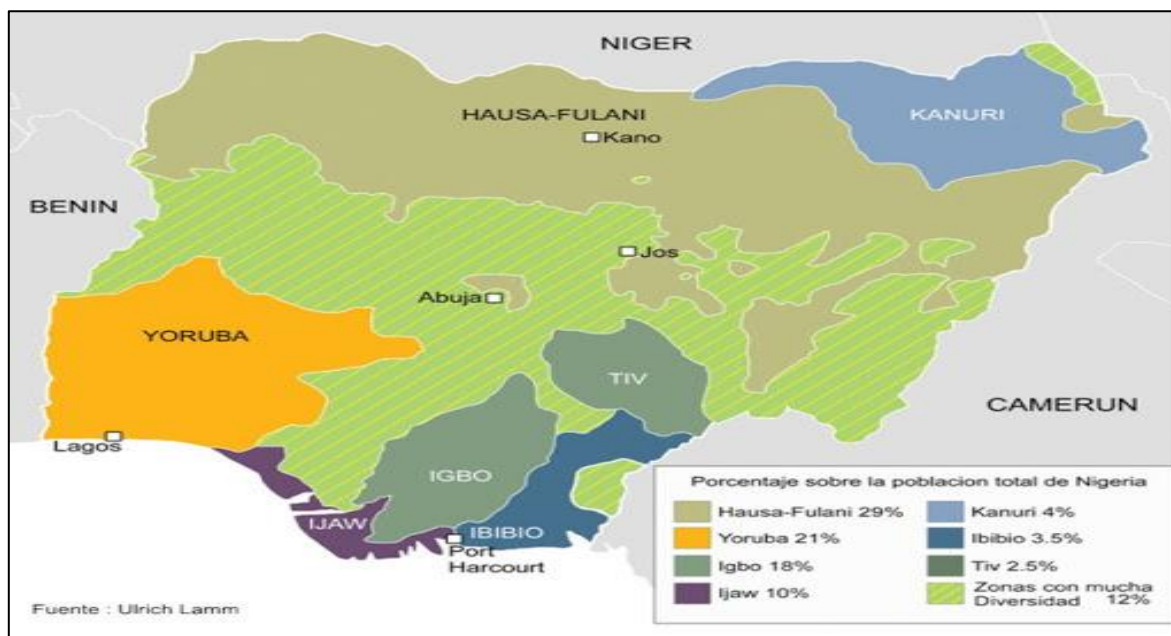 NIGER
HAUSA-FULANI
KANURI
Kano
BENIN
Jos
Abuja
YORUBA
TIV
CAMERUN
Lagos
IGBO
IJAW
IBIBIO
Port
Harcourt
Porcentaje sobre la poblacion total de Nigeria
Hausa-Fulani 29%
Kanuri 4%
Yoruba 21%
Ibibio 3.5%
Igbo 18%
Tiv 2.5%
Ijaw 10%
Zonas con mucha
Diversidad 12%
Fuente : Ulrich Lamm